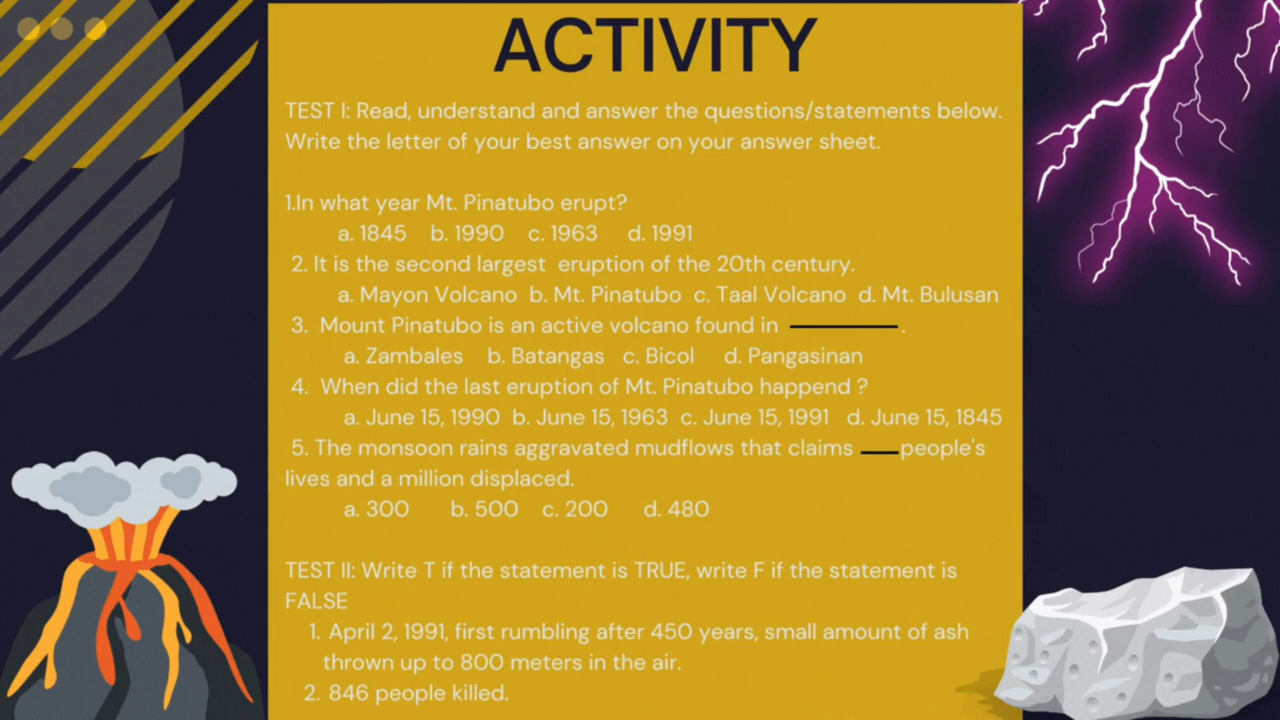 ACTIVITY
TEST I: Read, understand and answer the questions/statements below.
Write the letter of your best answer on your answer sheet.
1.In what year Mt. Pinatubo erupt?
a. 1845 b. 1990 c. 1963 d. 1991
2. It is the second largest eruption of the 20th century.
a. Mayon Volcano b. Mt. Pinatubo c. Taal Volcano d. Mt. Bulusan
3. Mount Pinatubo is an active volcano found in ________.
a. Zambales b. Batangas c. Bicol d. Pangasinan
4. When did the last eruption of Mt. Pinatubo happend ?
a. June 15, 1990 b. June 15, 1963 c. June 15, 1991 d. June 15, 1845
5. The monsoon rains aggravated mudflows that claims ___people's
lives and a million displaced.
a. 300 b. 500 c. 200 d. 480
TEST II: Write T if the statement is TRUE, write F if the statement is
FALSE
1. April 2, 1991, first rumbling after 450 years, small amount of ash
thrown up to 800 meters in the air.
2. 846 people killed.